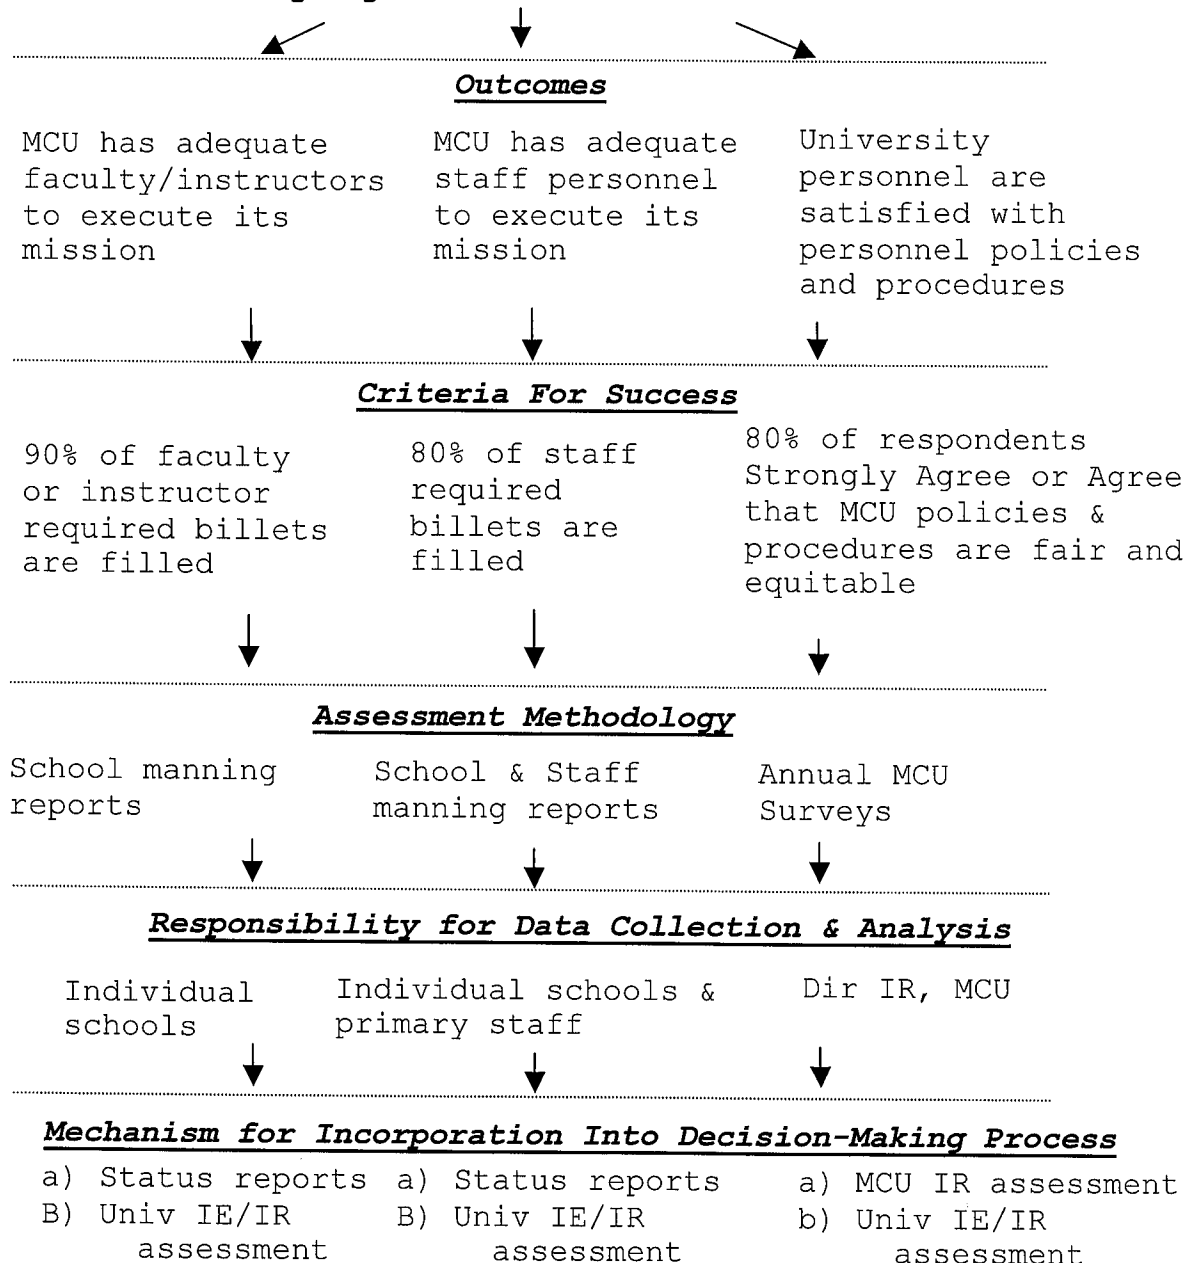 Outcomes
MCU has adequate
faculty/instructors
to execute its
mission
MCU has adequate
staff personnel
to execute its
mission
University
personnel are
satisfied with
personnel policies
and procedures
Criteria For Success
90% of faculty
or instructor
required billets
are filled
80% of staff
required
billets are
filled
80% of respondents
Strongly Agree or Agree
that MCU policies &
procedures are fair and
equitable
Assessment Methodology
School manning
reports
School & Staff
manning reports
Annual MCU
Surveys
Responsibility for Data Collection & Analysis
Individual
schools
Individual schools &
primary staff
Dir IR, MCU
Mechanism for Incorporation Into Decision-Making Process
a) Status reports
B) Univ IE/IR
assessment
a) Status reports
B) Univ IE/IR
assessment
a) MCU IR assessment
b) Univ IE/IR
assessment